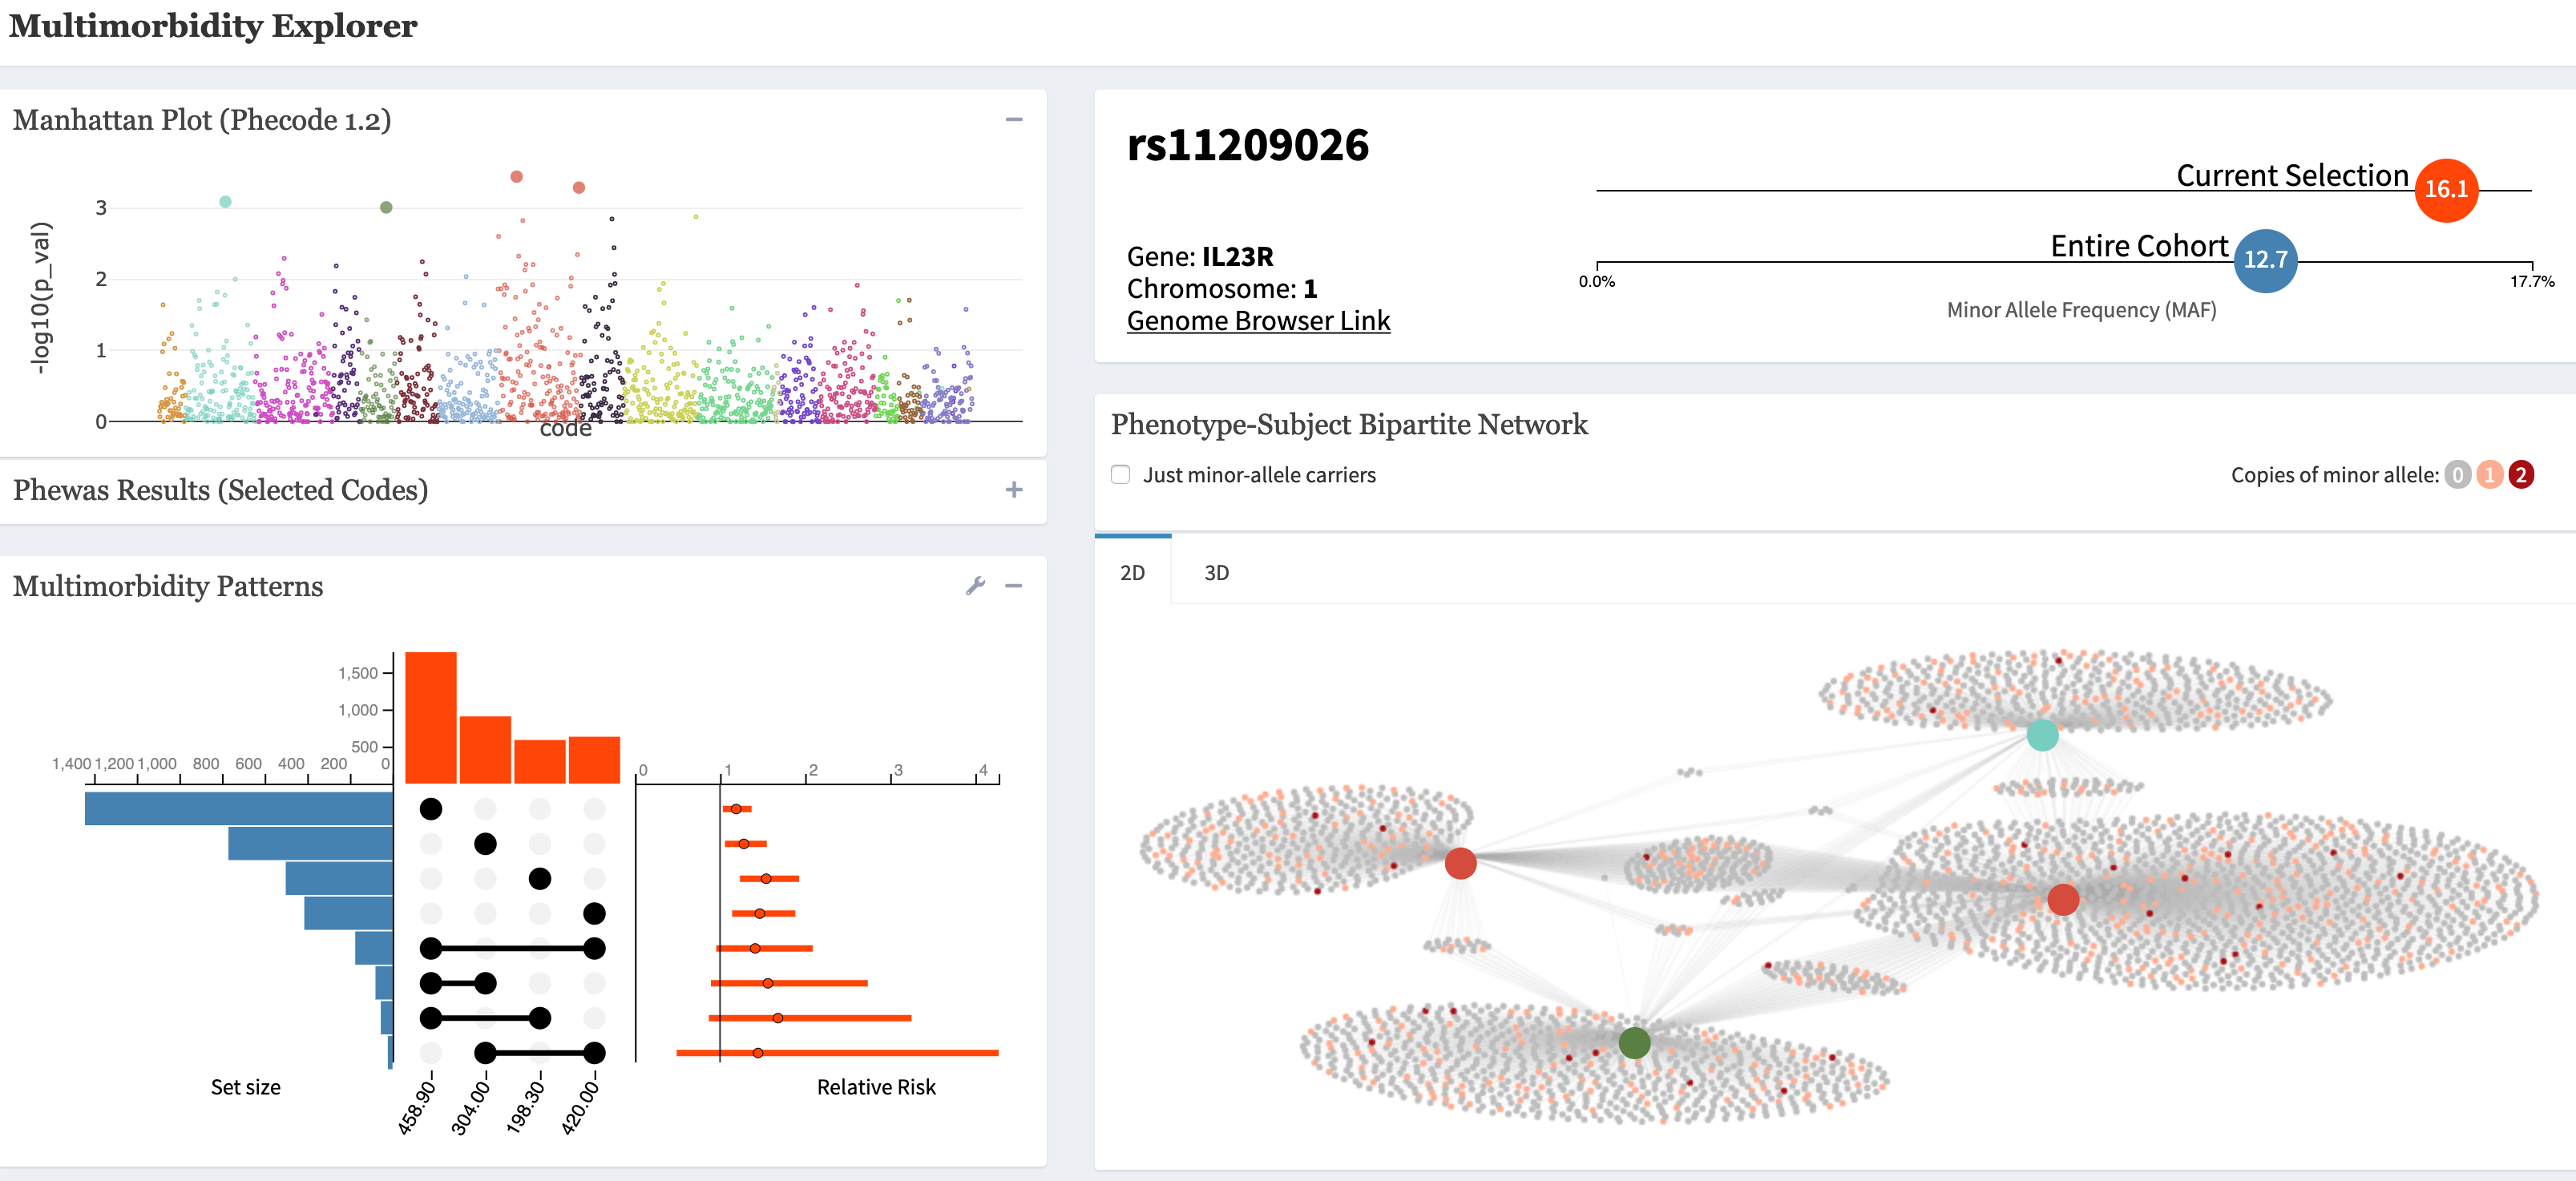 Multimorbidity Explorer
Manhattan Plot (Phecode 1.2)
-log10(p_val)
3
2
1
0
code
Phewas Results (Selected Codes)
Multimorbidity Patterns
1,500
1,000
500
1,400 1,200 1,000 800 600 400 200 0
0 1 2 3 4
Set size
458.90 304.00 198.30 420.00
Relative Risk
rs11209026
Gene: IL23R
Chromosome: 1
Genome Browser Link
Current Selection 16.1
Entire Cohort 12.7
0.0% 17.7%
Minor Allele Frequency (MAF)
Phenotype-Subject Bipartite Network
Just minor-allele carriers
Copies of minor allele: 0 1 2
2D 3D